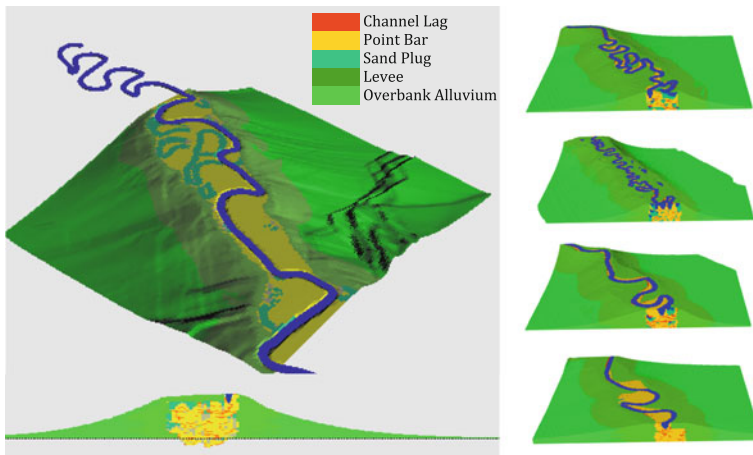 Channel Lag
Point Bar
Sand Plug
Levee
Overbank Alluvium